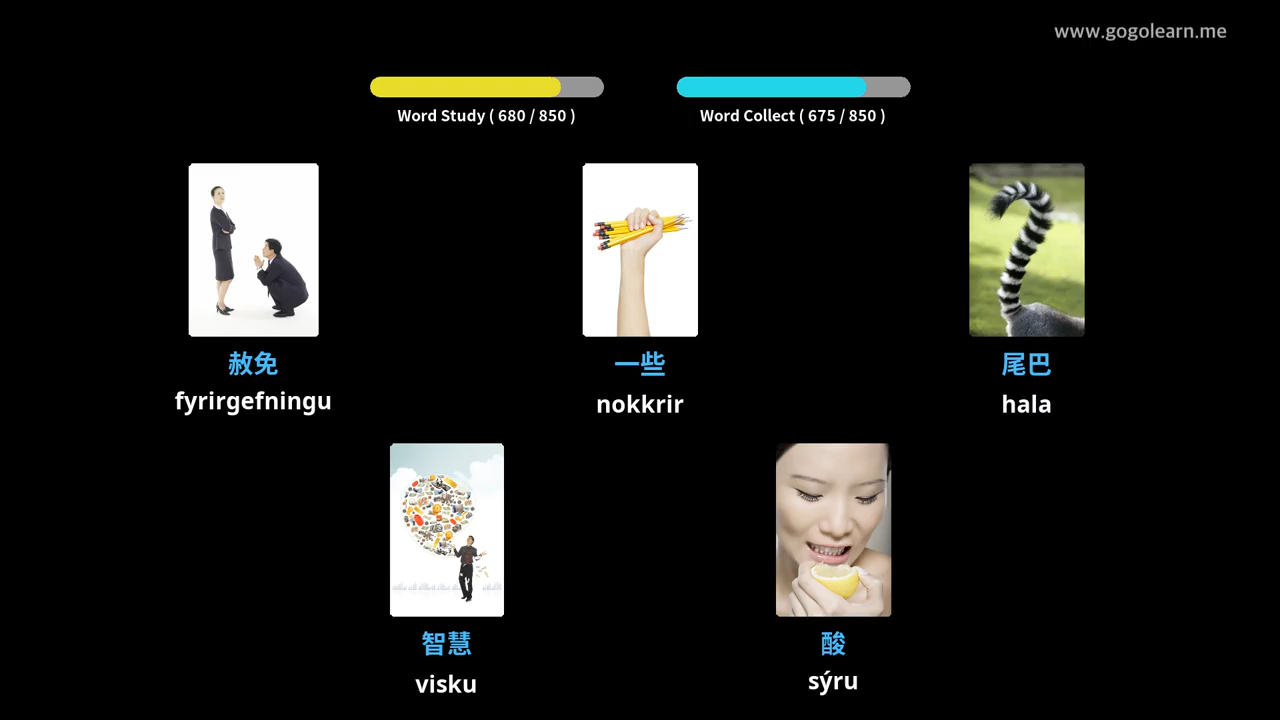 www.gogolearn.me
Word Study ( 680 / 850 )
Word Collect ( 675 / 850 )
赦免
fyrirgefningu
一些
nokkrir
尾巴
hala
智慧
visku
酸
sýru